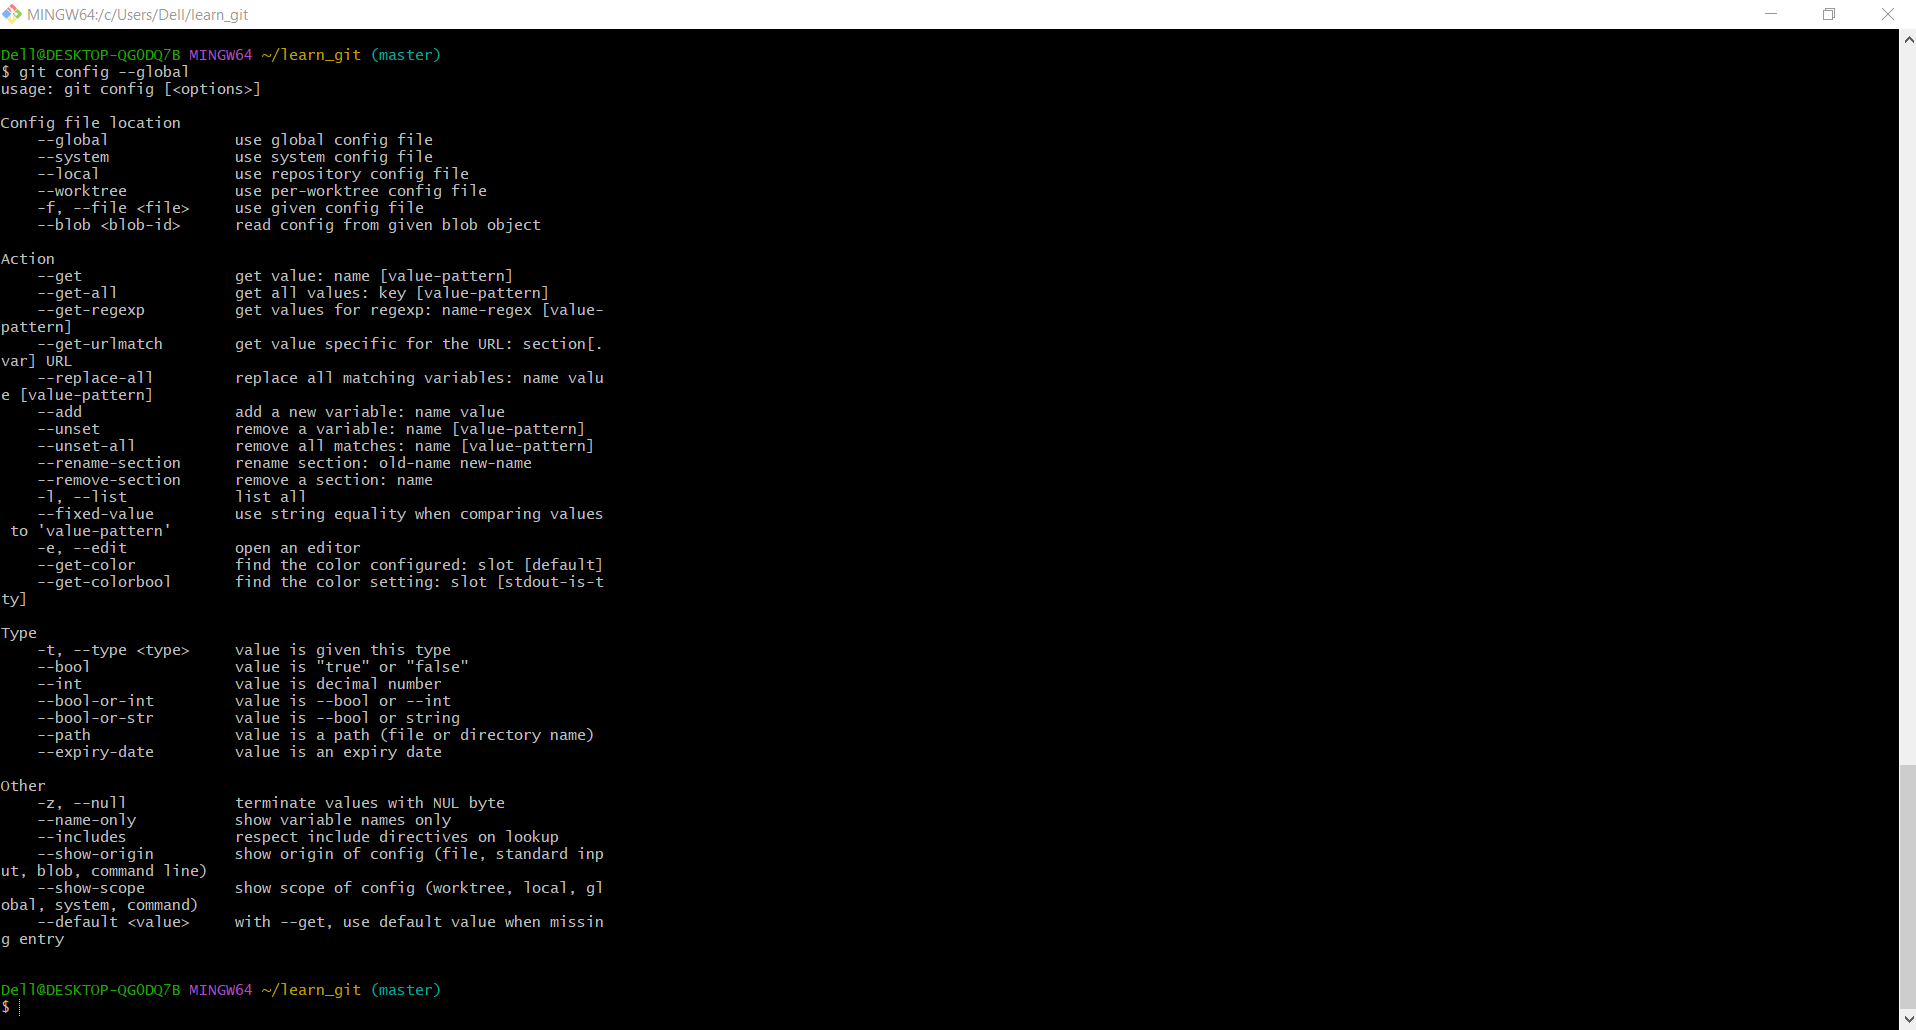 MINGW64:/c/Users/Dell/learn_git
Dell@DESKTOP-QG0DQ7B MINGW64 ~/learn_git (master)
$ git config --global
usage: git config [<options>]
Config file location
    --global              use global config file
    --system              use system config file
    --local               use repository config file
    --worktree            use per-worktree config file
    -f, --file <file>     use given config file
    --blob <blob-id>      read config from given blob object
Action
    --get                 get value: name [value-pattern]
    --get-all             get all values: key [value-pattern]
    --get-regexp          get values for regexp: name-regex [value-
pattern]
    --get-urlmatch        get value specific for the URL: section[.
var] URL
    --replace-all         replace all matching variables: name valu
e [value-pattern]
    --add                 add a new variable: name value
    --unset               remove a variable: name [value-pattern]
    --unset-all           remove all matches: name [value-pattern]
    --rename-section      rename section: old-name new-name
    --remove-section      remove a section: name
    -l, --list            list all
    --fixed-value         use string equality when comparing values
 to 'value-pattern'
    -e, --edit            open an editor
    --get-color           find the color configured: slot [default]
    --get-colorbool       find the color setting: slot [stdout-is-t
ty]
Type
    -t, --type <type>     value is given this type
    --bool                value is "true" or "false"
    --int                 value is decimal number
    --bool-or-int         value is --bool or --int
    --bool-or-str         value is --bool or string
    --path                value is a path (file or directory name)
    --expiry-date         value is an expiry date
Other
    -z, --null            terminate values with NUL byte
    --name-only           show variable names only
    --includes            respect include directives on lookup
    --show-origin         show origin of config (file, standard inp
ut, blob, command line)
    --show-scope          show scope of config (worktree, local, gl
obal, system, command)
    --default <value>     with --get, use default value when missin
g entry
Dell@DESKTOP-QG0DQ7B MINGW64 ~/learn_git (master)
$